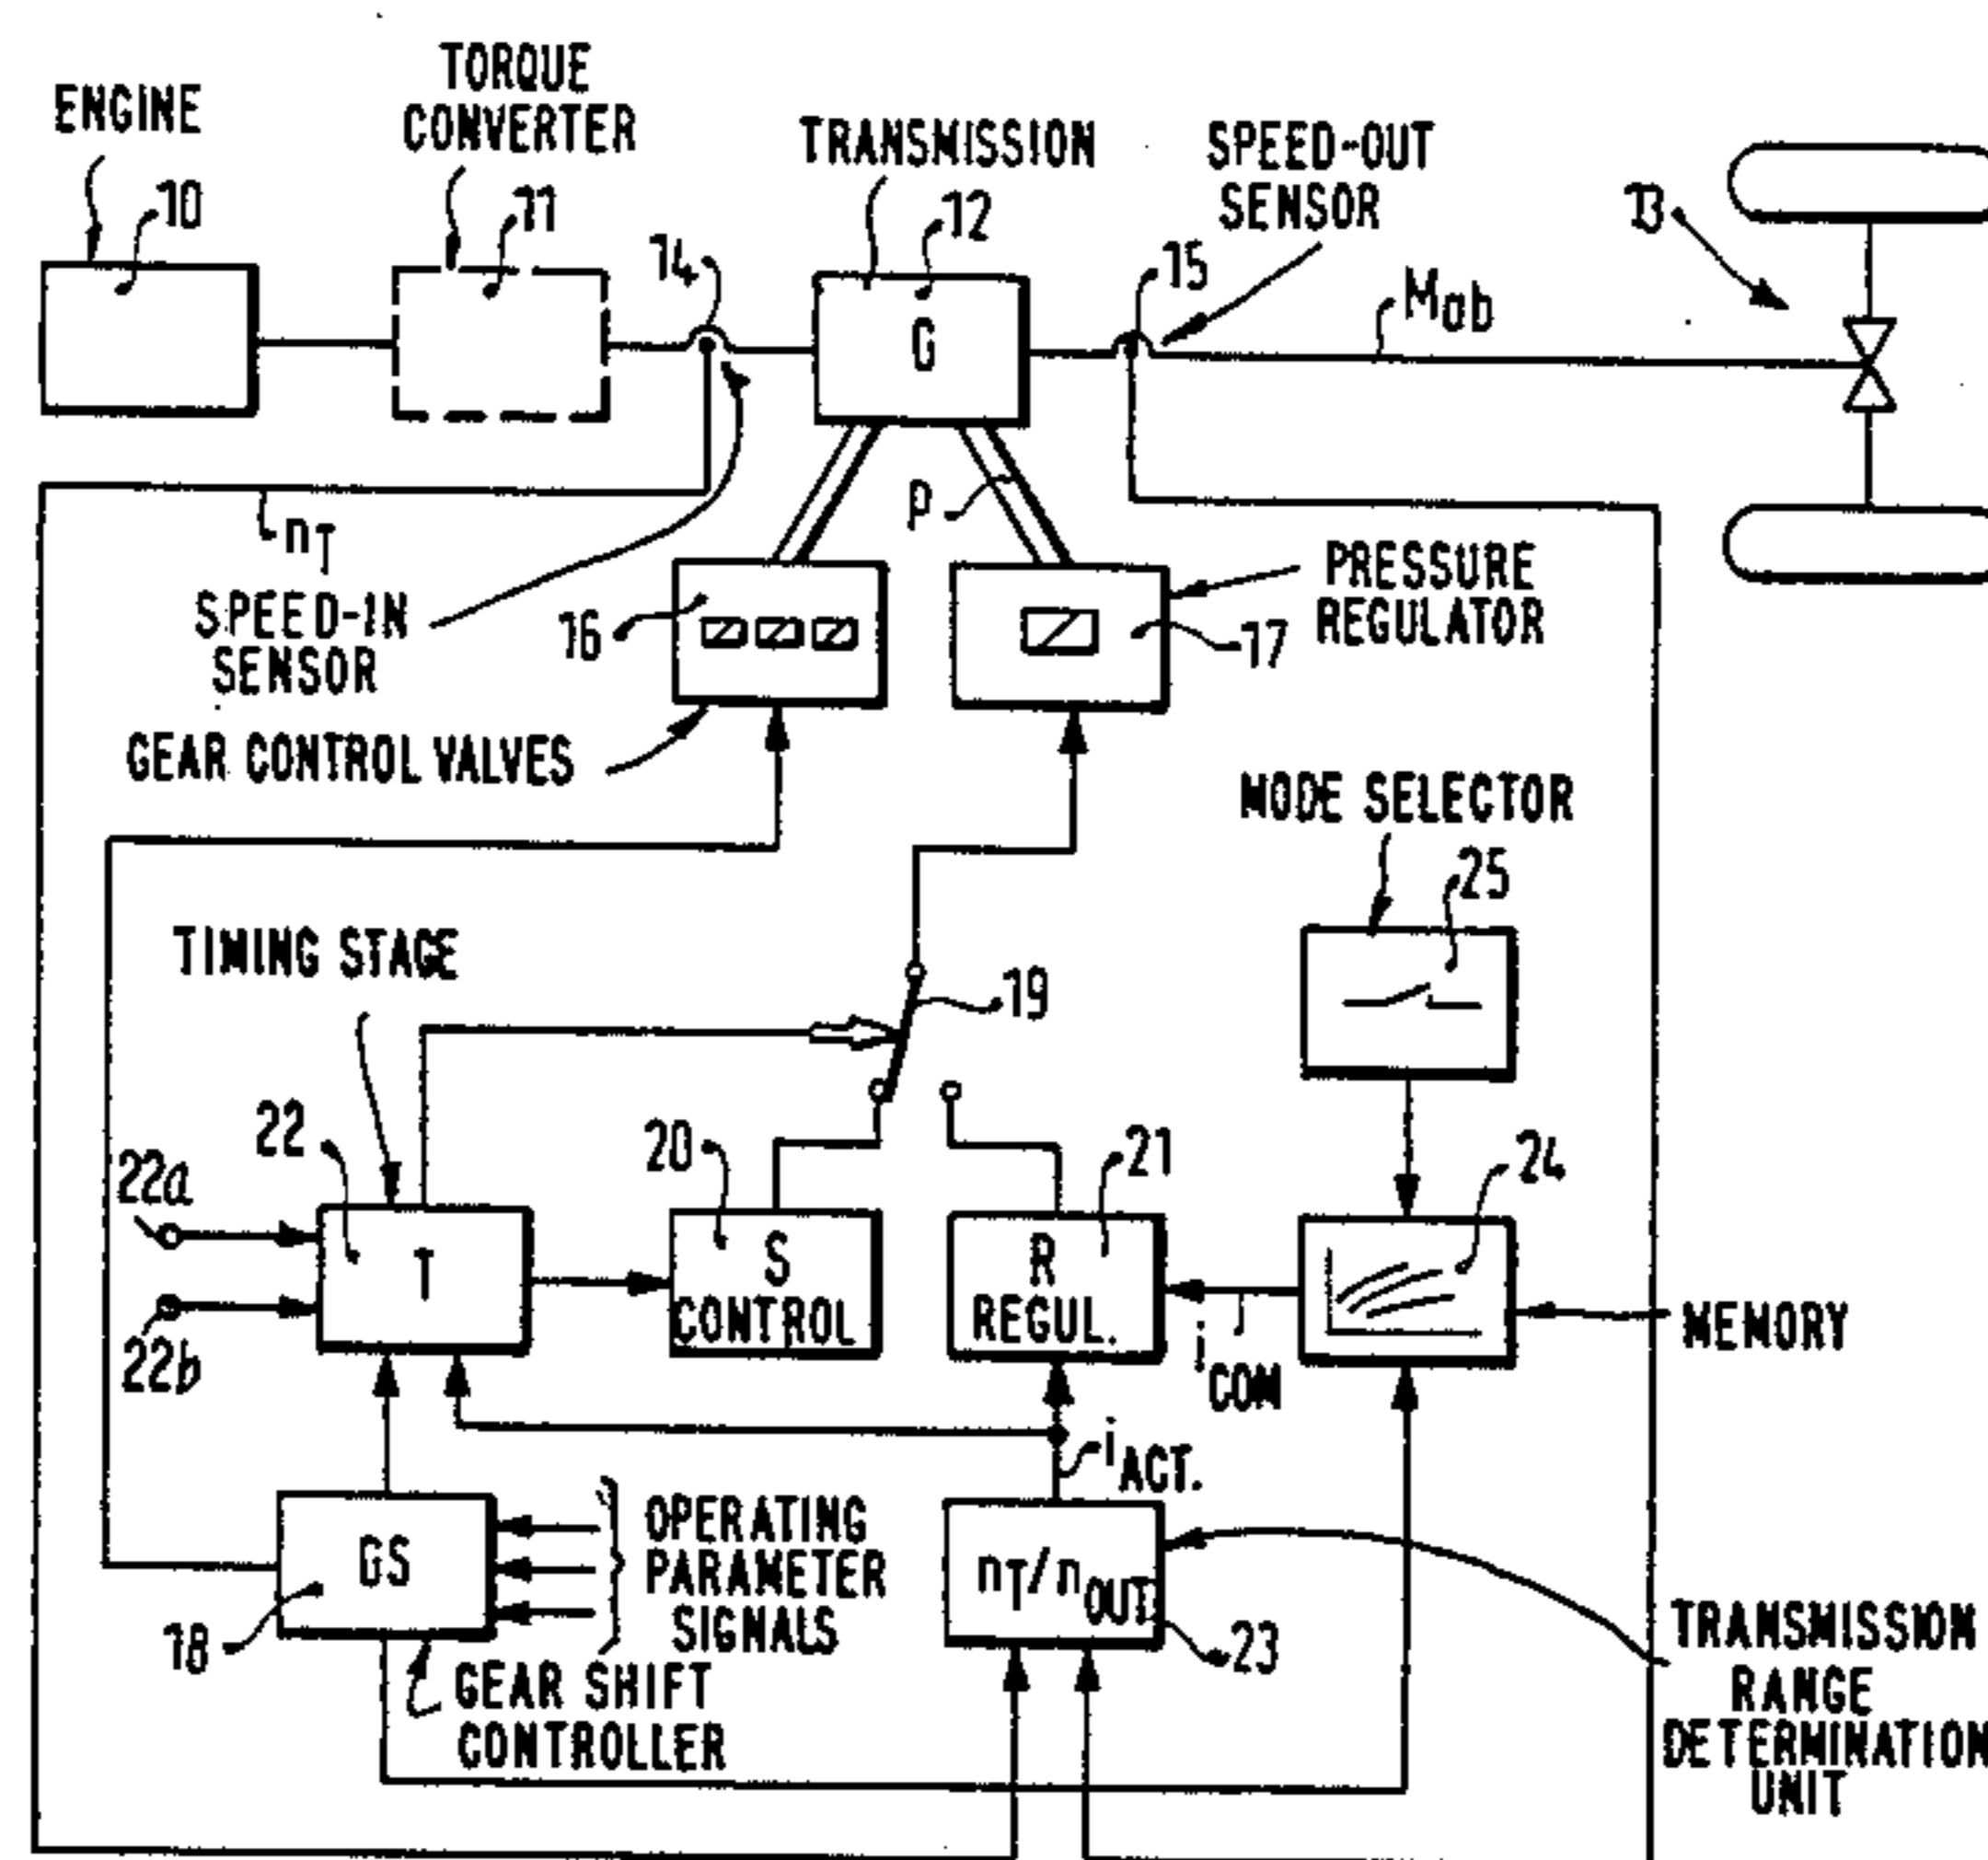 ENGINE
10
TORQUE
CONVERTER
11
14
TRANSMISSION
12
G
SPEED-OUT
SENSOR
15
Mab
13
nT
SPEED-IN
SENSOR
p
16
17
PRESSURE
REGULATOR
GEAR CONTROL VALVES
MODE SELECTOR
25
TIMING STAGE
19
22
22a
22b
T
20
S
CONTROL
21
R
REGUL.
24
iCOM
MEMORY
iACT.
GS
18
OPERATING
PARAMETER
SIGNALS
GEAR SHIFT
CONTROLLER
nT/nOUT
23
TRANSMISSION
RANGE
DETERMINATION
UNIT